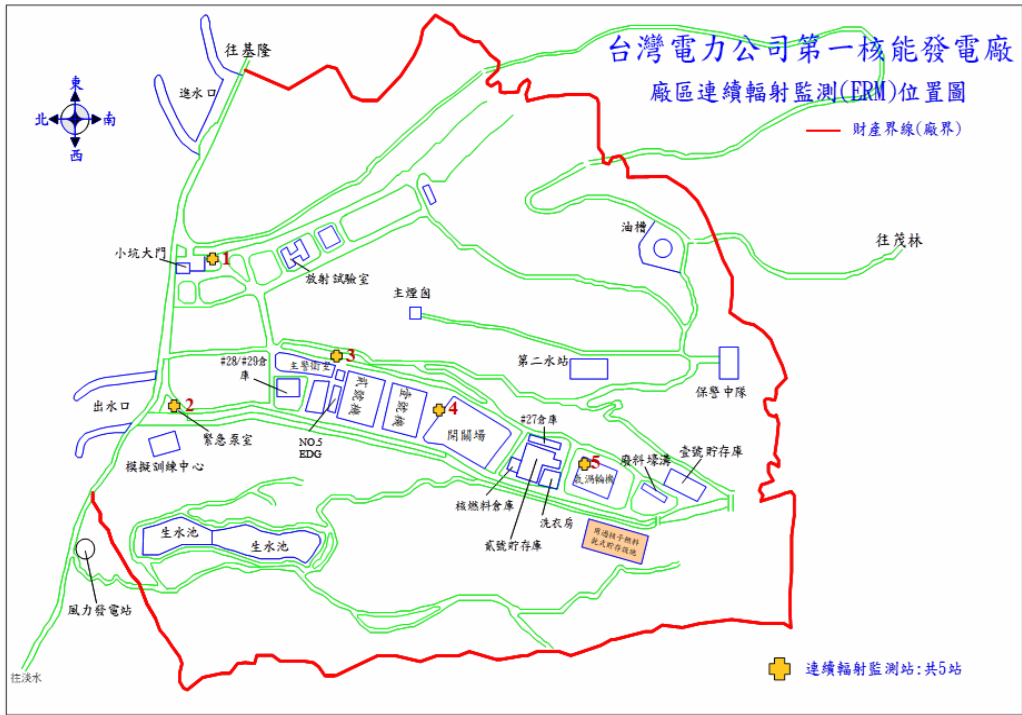 台灣電力公司第一核能發電廠
廠區連續輻射監測(ERM)位置圖
財產界線(廠界)
往基隆
進水口
東
北
南
西
小坑大門
1
放射試驗室
油槽
往茂林
主煙囪
#28/#29倉
庫
主警衛室
3
第二水站
保警中隊
出水口
2
緊急泵室
NO.5
EDG
貳號機
壹號機
4
開關場
#27倉庫
5
氣渦輪機
廢料壕溝
壹號貯存庫
模擬訓練中心
核燃料倉庫
洗衣房
貳號貯存庫
用過核子燃料
乾式貯存設施
生水池
生水池
風力發電站
往淡水
連續輻射監測站:共5站